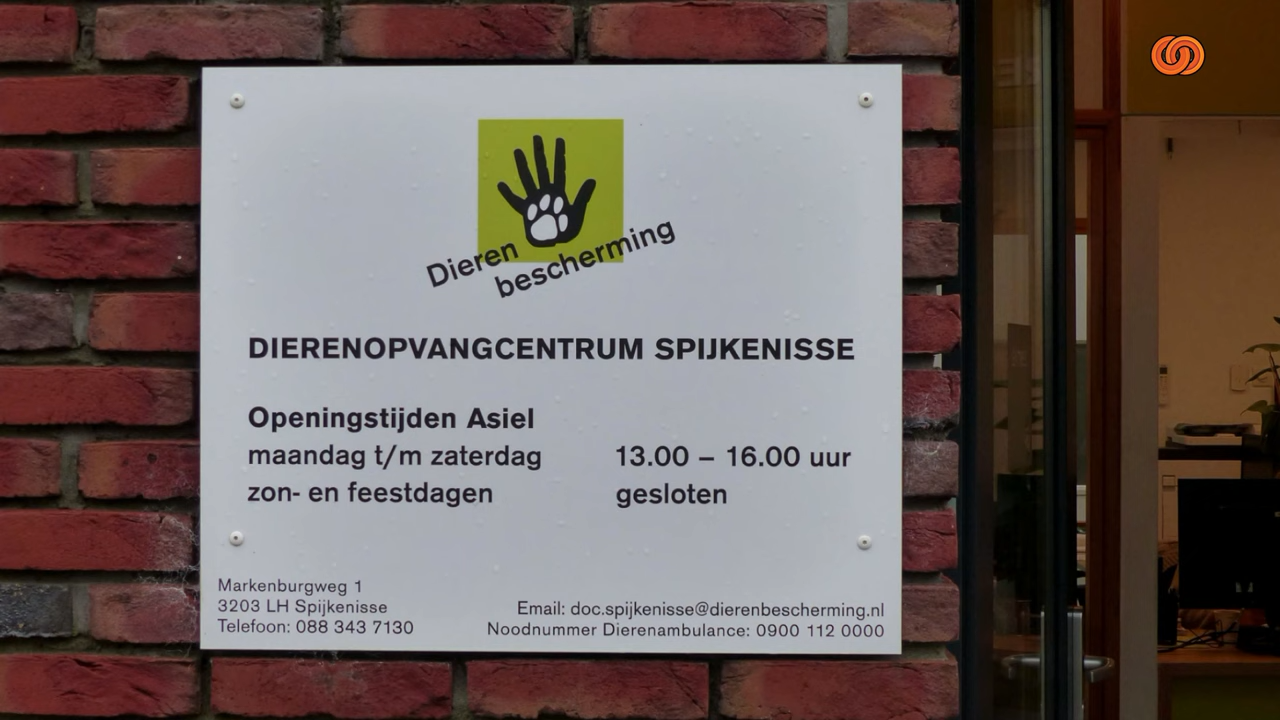 Dieren
bescherming
DIERENOPVANGCENTRUM SPIJKENISSE
Openingstijden Asiel
maandag t/m zaterdag 13.00 – 16.00 uur
zon- en feestdagen gesloten
Markenburgweg 1
3203 LH Spijkenisse
Telefoon: 088 343 7130
Email: doc.spijkenisse@dierenbescherming.nl
Noodnummer Dierenambulance: 0900 112 0000